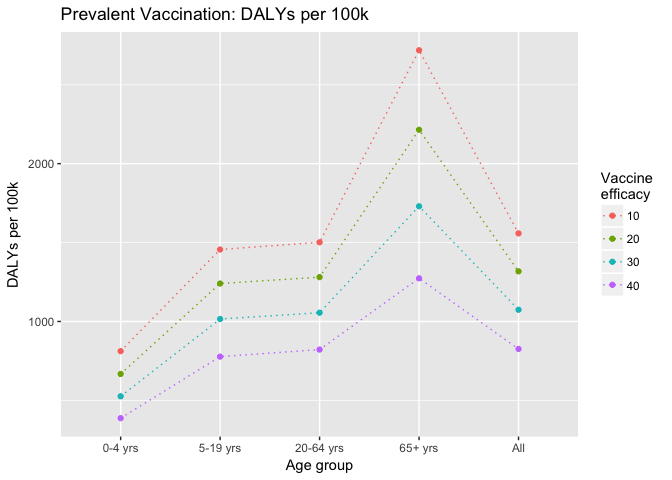 Prevalent Vaccination: DALYs per 100k
DALYs per 100k
2000
1000
0-4 yrs
5-19 yrs
20-64 yrs
65+ yrs
All
Age group
Vaccine
efficacy
10
20
30
40